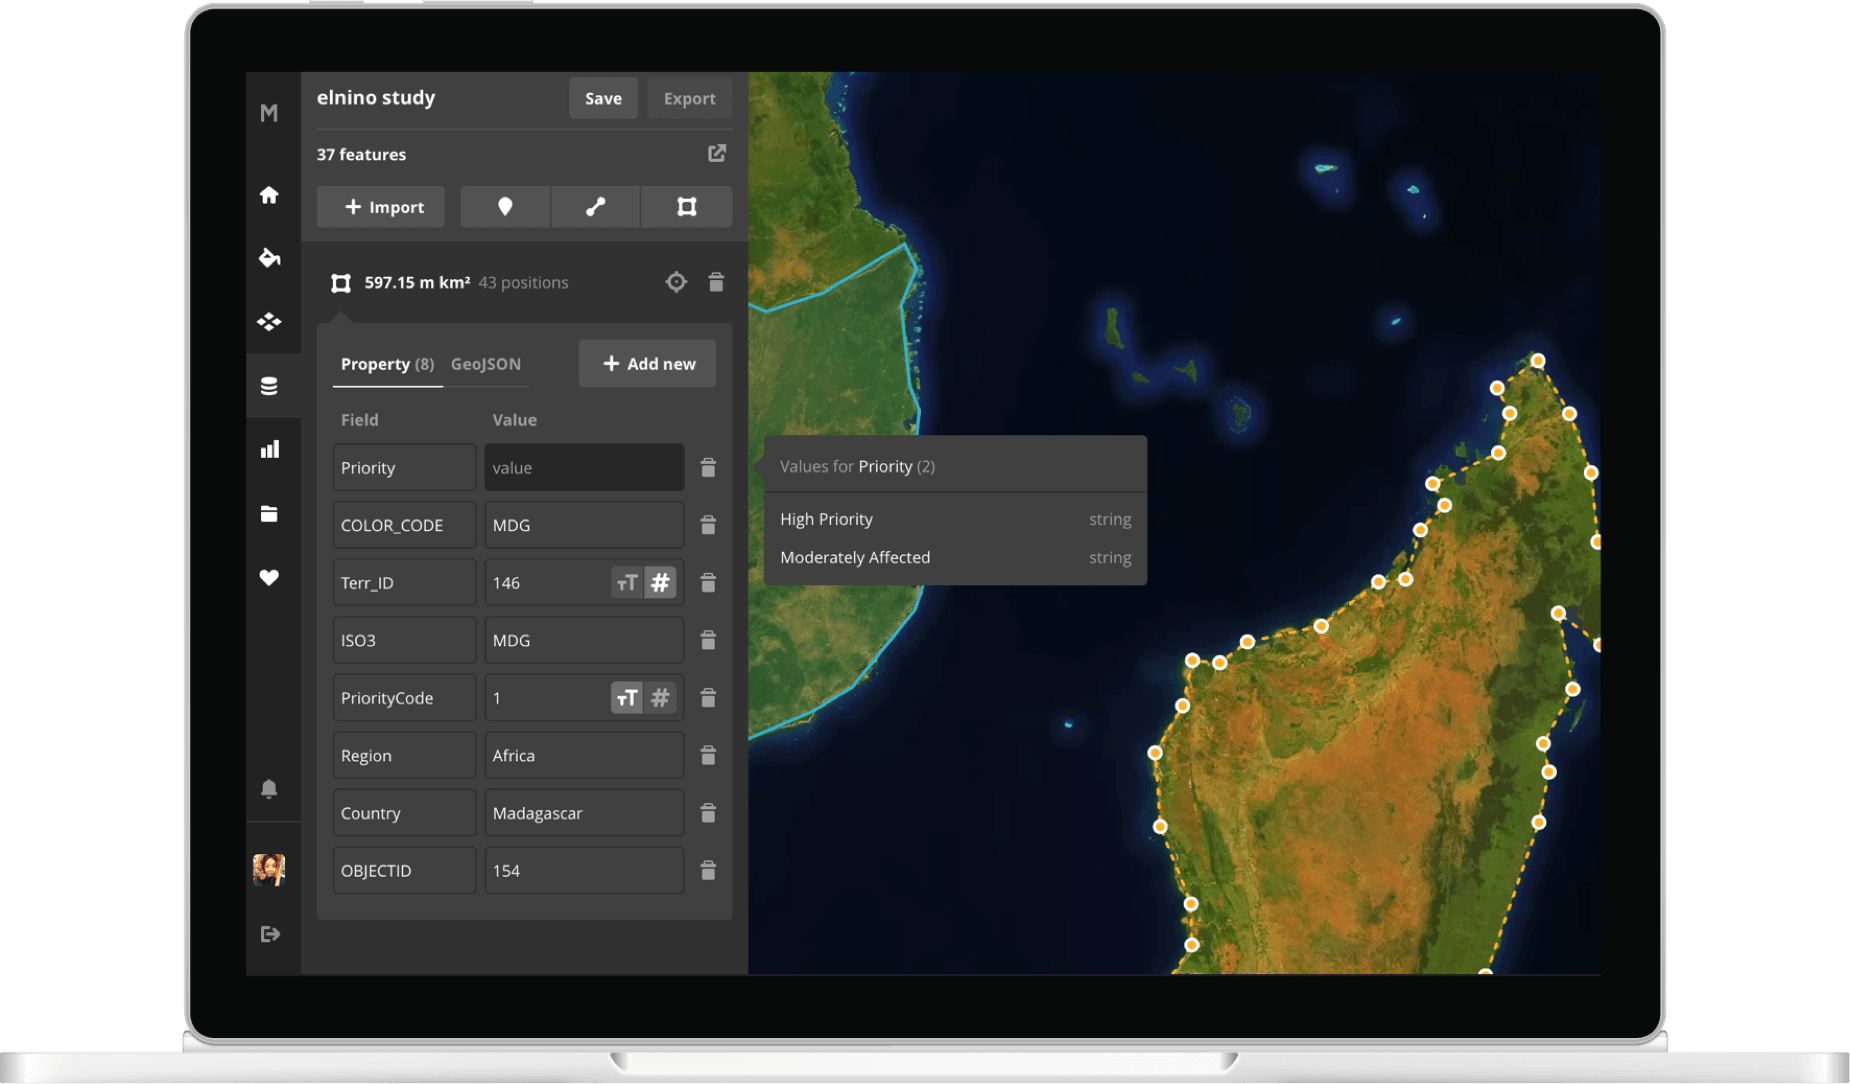 M
elnino study
Save
Export
37 features
+ Import
597.15 m km² 43 positions
Property (8)
GeoJSON
+ Add new
Field
Value
Priority
value
COLOR_CODE
MDG
Terr_ID
146
TT
#
ISO3
MDG
PriorityCode
1
TT
#
Region
Africa
Country
Madagascar
OBJECTID
154
Values for Priority (2)
High Priority
string
Moderately Affected
string